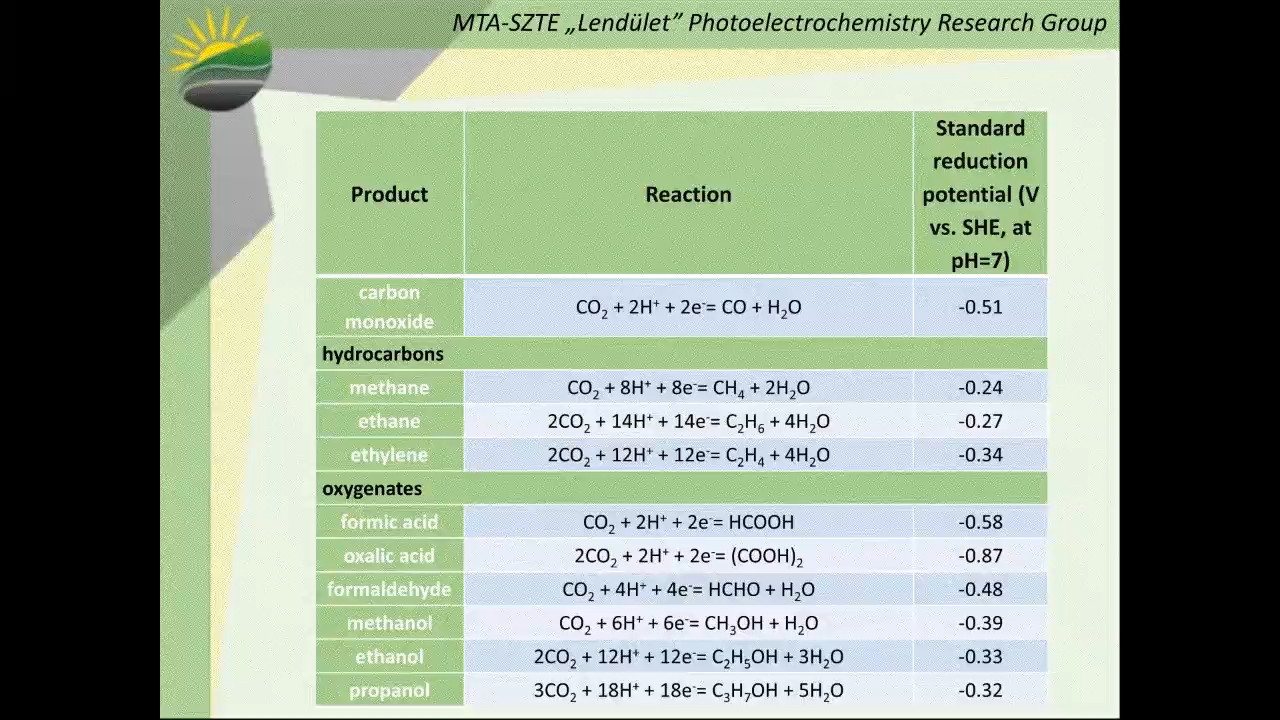 MTA-SZTE „Lendület” Photoelectrochemistry Research Group
Product Reaction Standard reduction potential (V vs. SHE, at pH=7)
carbon monoxide CO₂ + 2H⁺ + 2e⁻= CO + H₂O -0.51
hydrocarbons
methane CO₂ + 8H⁺ + 8e⁻= CH₄ + 2H₂O -0.24
ethane 2CO₂ + 14H⁺ + 14e⁻= C₂H₆ + 4H₂O -0.27
ethylene 2CO₂ + 12H⁺ + 12e⁻= C₂H₄ + 4H₂O -0.34
oxygenates
formic acid CO₂ + 2H⁺ + 2e⁻= HCOOH -0.58
oxalic acid 2CO₂ + 2H⁺ + 2e⁻= (COOH)₂ -0.87
formaldehyde CO₂ + 4H⁺ + 4e⁻= HCHO + H₂O -0.48
methanol CO₂ + 6H⁺ + 6e⁻= CH₃OH + H₂O -0.39
ethanol 2CO₂ + 12H⁺ + 12e⁻= C₂H₅OH + 3H₂O -0.33
propanol 3CO₂ + 18H⁺ + 18e⁻= C₃H₇OH + 5H₂O -0.32